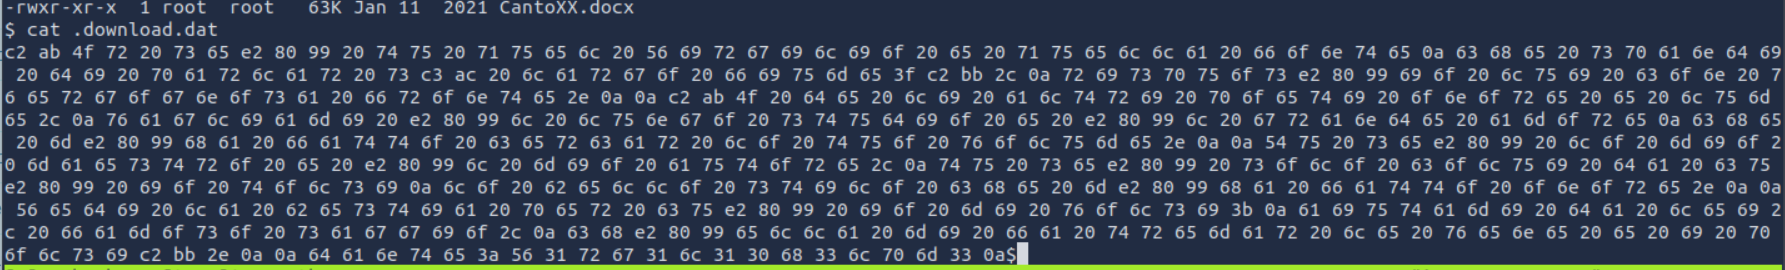 -rwxr-xr-x  1 root  root   63K Jan 11  2021 CantoXX.docx
$ cat .download.dat
c2 ab 4f 72 20 73 65 e2 80 99 20 74 75 20 71 75 65 6c 20 56 69 72 67 69 6c 69 6f 20 65 20 71 75 65 6c 6c 61 20 66 6f 6e 74 65 0a 63 68 65 20 73 70 61 6e 64 69
 20 64 69 20 70 61 72 6c 61 72 20 73 c3 ac 20 6c 61 72 67 6f 20 66 69 75 6d 65 3f c2 bb 2c 0a 72 69 73 70 75 6f 73 e2 80 99 69 6f 20 6c 75 69 20 63 6f 6e 20 7
6 65 72 67 6f 67 6e 6f 73 61 20 66 72 6f 6e 74 65 2e 0a 0a c2 ab 4f 20 64 65 20 6c 69 20 61 6c 74 72 69 20 70 6f 65 74 69 20 6f 6e 6f 72 65 20 65 20 6c 75 6d
65 2c 0a 76 61 67 6c 69 61 6d 69 20 e2 80 99 6c 20 6c 75 6e 67 6f 20 73 74 75 64 69 6f 20 65 20 e2 80 99 6c 20 67 72 61 6e 64 65 20 61 6d 6f 72 65 0a 63 68 65
 20 6d e2 80 99 68 61 20 66 61 74 74 6f 20 63 65 72 63 61 72 20 6c 6f 20 74 75 6f 20 76 6f 6c 75 6d 65 2e 0a 0a 54 75 20 73 65 e2 80 99 20 6c 6f 20 6d 69 6f 2
0 6d 61 65 73 74 72 6f 20 65 20 e2 80 99 6c 20 6d 69 6f 20 61 75 74 6f 72 65 2c 0a 74 75 20 73 65 e2 80 99 20 73 6f 6c 6f 20 63 6f 6c 75 69 20 64 61 20 63 75
e2 80 99 20 69 6f 20 74 6f 6c 73 69 0a 6c 6f 20 62 65 6c 6c 6f 20 73 74 69 6c 6f 20 63 68 65 20 6d e2 80 99 68 61 20 66 61 74 74 6f 20 6f 6e 6f 72 65 2e 0a 0a
 56 65 64 69 20 6c 61 20 62 65 73 74 69 61 20 70 65 72 20 63 75 e2 80 99 20 69 6f 20 6d 69 20 76 6f 6c 73 69 3b 0a 61 69 75 74 61 6d 69 20 64 61 20 6c 65 69 2
c 20 66 61 6d 6f 73 6f 20 73 61 67 67 69 6f 2c 0a 63 68 e2 80 99 65 6c 6c 61 20 6d 69 20 66 61 20 74 72 65 6d 61 72 20 6c 65 20 76 65 6e 65 20 65 20 69 20 70
6f 6c 73 69 c2 bb 2e 0a 0a 64 61 6e 74 65 3a 56 31 72 67 31 6c 31 30 68 33 6c 70 6d 33 0a$